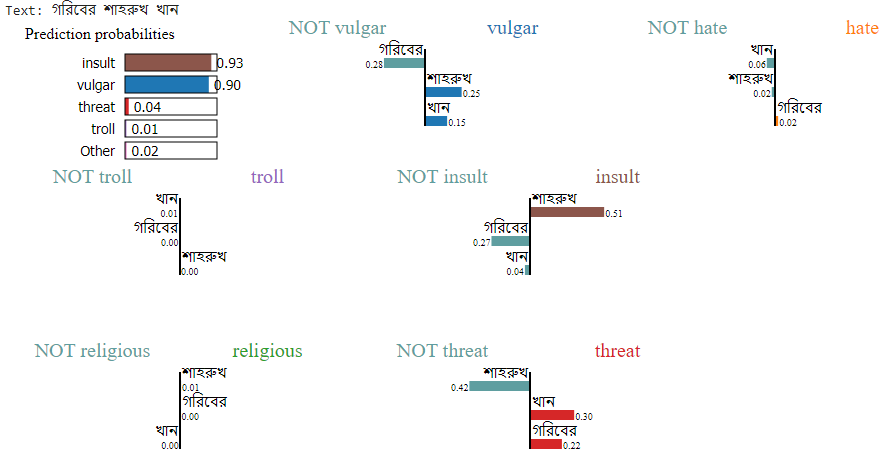 Text: গরিবের শাহরুখ খান
Prediction probabilities
insult 0.93
vulgar 0.90
threat 0.04
troll 0.01
Other 0.02
NOT vulgar vulgar
গরিবের
0.28
শাহরুখ
0.25
খান
0.15
NOT hate hate
খান
0.06
শাহরুখ
0.02
গরিবের
0.02
NOT troll troll
খান
0.01
গরিবের
0.00
শাহরুখ
0.00
NOT insult insult
শাহরুখ
0.51
গরিবের
0.27
খান
0.04
NOT religious religious
শাহরুখ
0.01
গরিবের
0.00
খান
0.00
NOT threat threat
শাহরুখ
0.42
খান
0.30
গরিবের
0.22